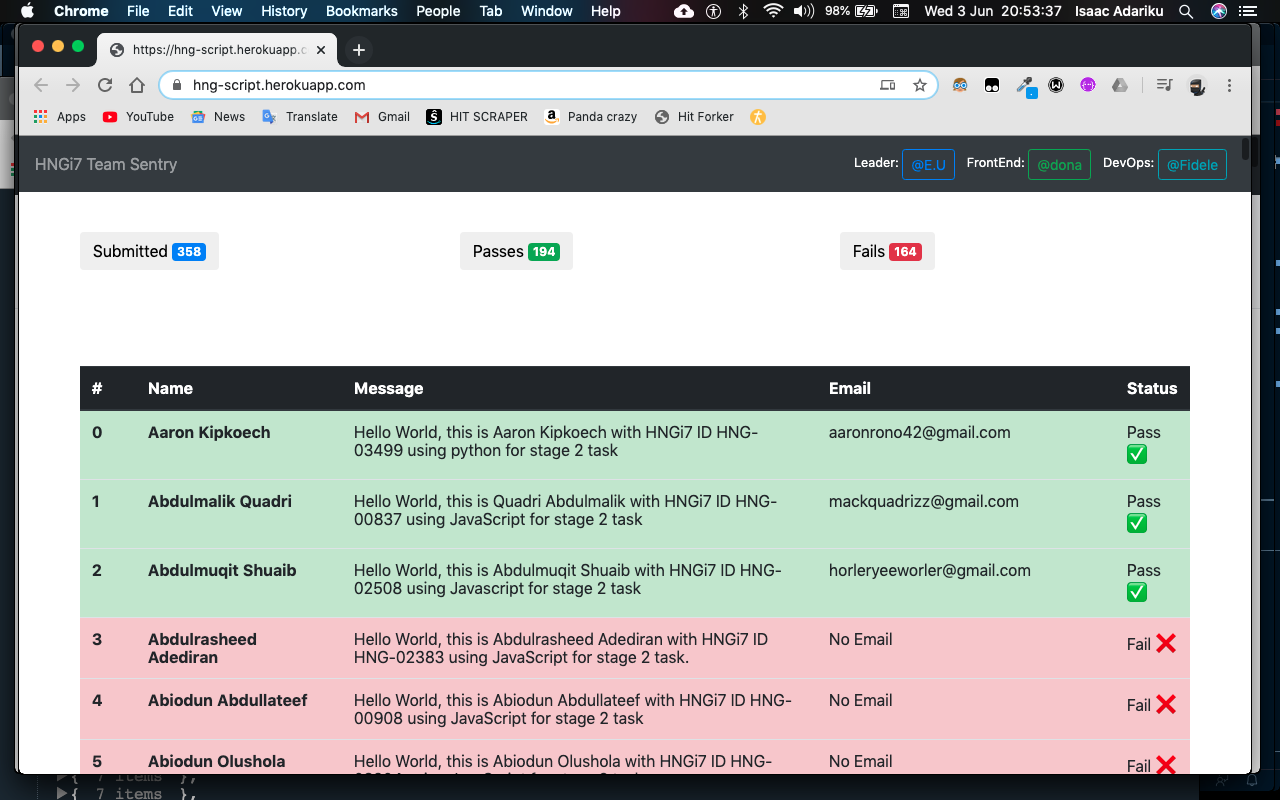 Chrome File Edit View History Bookmarks People Tab Window Help 98% Wed 3 Jun 20:53:37 Isaac Adariku
https://hng-script.herokuapp.c
hng-script.herokuapp.com
Apps YouTube News Translate Gmail HIT SCRAPER Panda crazy Hit Forker
HNGi7 Team Sentry Leader: @E.U FrontEnd: @dona DevOps: @Fidele
Submitted 358 Passes 194 Fails 164
# Name Message Email Status
0 Aaron Kipkoech Hello World, this is Aaron Kipkoech with HNGi7 ID HNG- aaronrono42@gmail.com Pass
03499 using python for stage 2 task
1 Abdulmalik Quadri Hello World, this is Quadri Abdulmalik with HNGi7 ID HNG- mackquadrizz@gmail.com Pass
00837 using JavaScript for stage 2 task
2 Abdulmuqit Shuaib Hello World, this is Abdulmuqit Shuaib with HNGi7 ID HNG- horleryeeworler@gmail.com Pass
02508 using Javascript for stage 2 task
3 Abdulrasheed Hello World, this is Abdulrasheed Adediran with HNGi7 ID No Email Fail
Adediran HNG-02383 using JavaScript for stage 2 task.
4 Abiodun Abdullateef Hello World, this is Abiodun Abdullateef with HNGi7 ID HNG- No Email Fail
00908 using JavaScript for stage 2 task
5 Abiodun Olushola Hello World, this is Abiodun Olushola with HNGi7 ID HNG- No Email Fail
{ 7 items },
{ 7 items },